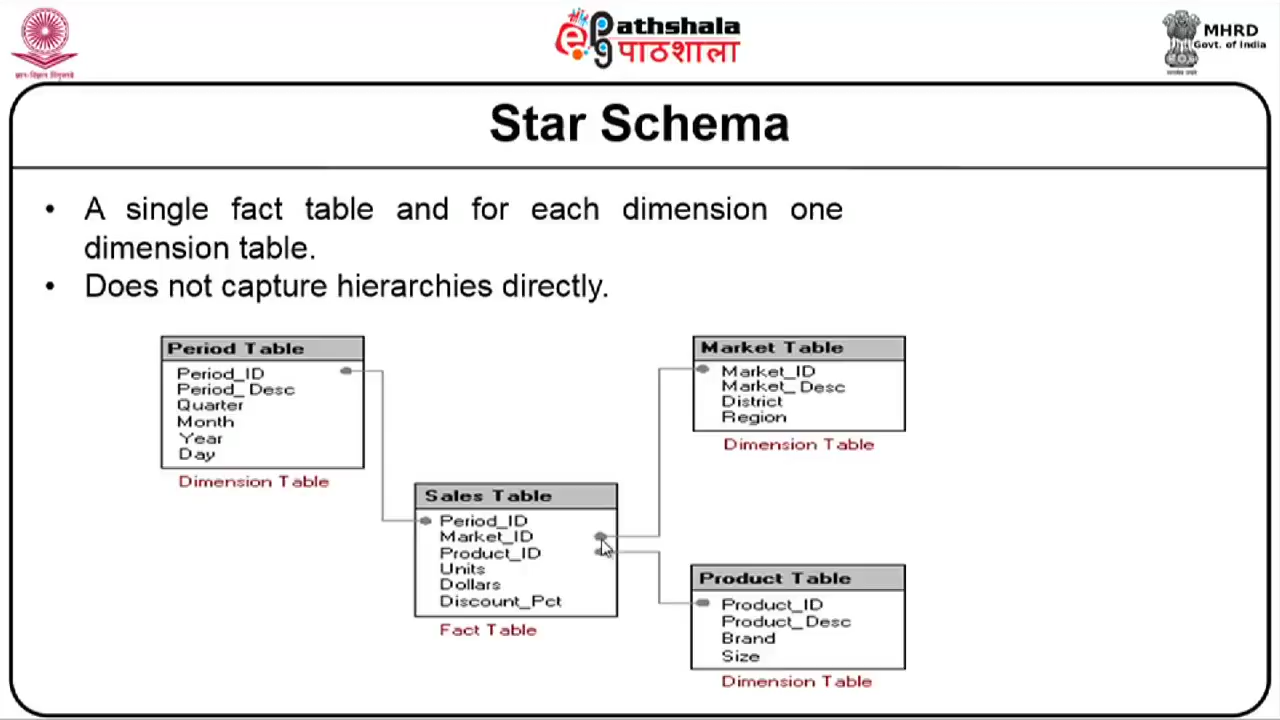 ePathshala
पाठशाला
MHRD
Govt. of India
Star Schema
• A single fact table and for each dimension one
dimension table.
• Does not capture hierarchies directly.
Period Table
Period_ID
Period_Desc
Quarter
Month
Year
Day
Dimension Table
Market Table
Market_ID
Market_Desc
District
Region
Dimension Table
Sales Table
Period_ID
Market_ID
Product_ID
Units
Dollars
Discount_Pct
Fact Table
Product Table
Product_ID
Product_Desc
Brand
Size
Dimension Table